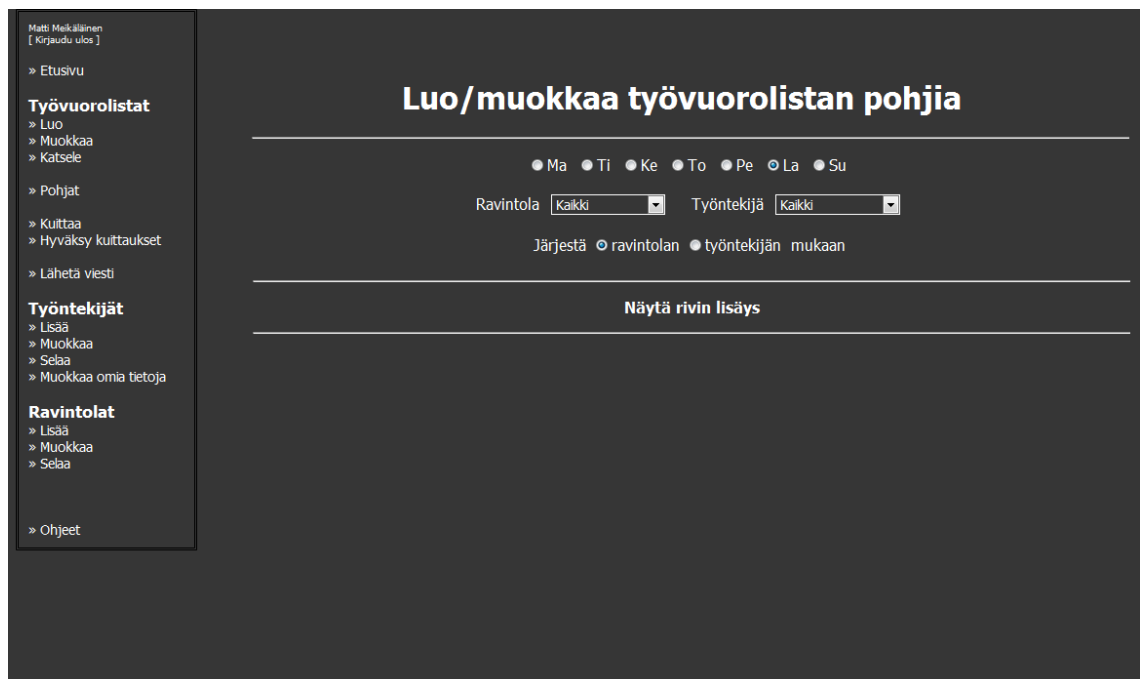 Matti Meikäläinen
[ Kirjaudu ulos ]
» Etusivu
Työvuorolistat
» Luo
» Muokkaa
» Katsele
» Pohjat
» Kuittaa
» Hyväksy kuittaukset
» Lähetä viesti
Työntekijät
» Lisää
» Muokkaa
» Selaa
» Muokkaa omia tietoja
Ravintolat
» Lisää
» Muokkaa
» Selaa
» Ohjeet
Luo/muokkaa työvuorolistan pohjia
Ma Ti Ke To Pe La Su
Ravintola Kaikki Työntekijä Kaikki
Järjestä ravintolan työntekijän mukaan
Näytä rivin lisäys